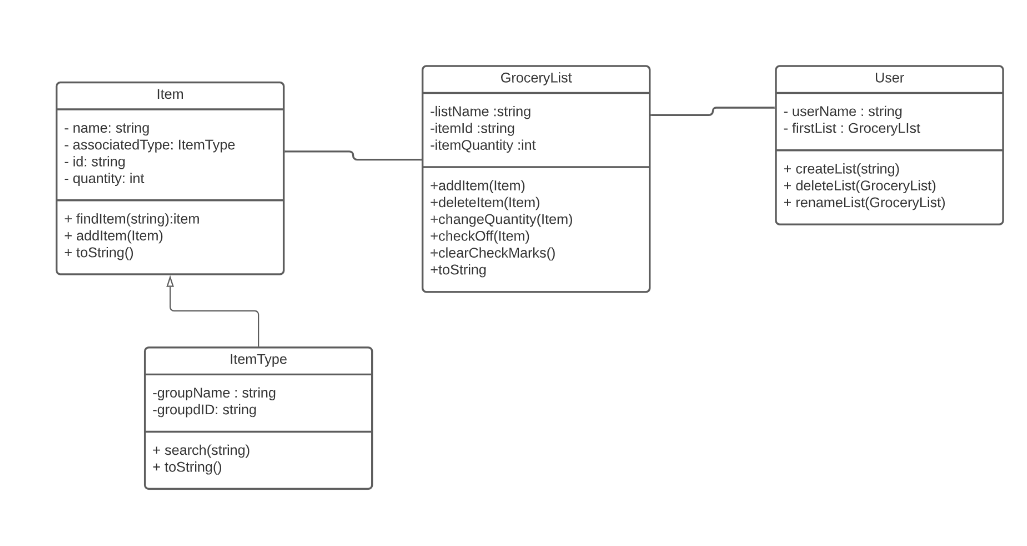 Item
- name: string
- associatedType: ItemType
- id: string
- quantity: int
+ findItem(string):item
+ addItem(Item)
+ toString()
GroceryList
-listName :string
-itemId :string
-itemQuantity :int
+addItem(Item)
+deleteItem(Item)
+changeQuantity(Item)
+checkOff(Item)
+clearCheckMarks()
+toString
User
- userName : string
- firstList : GroceryLIst
+ createList(string)
+ deleteList(GroceryList)
+ renameList(GroceryList)
ItemType
-groupName : string
-groupdID: string
+ search(string)
+ toString()